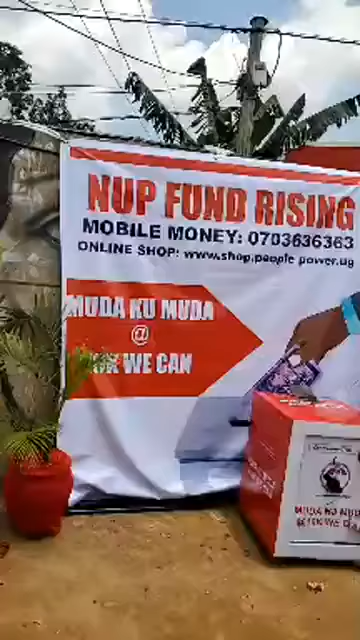 NUP FUND RISING
MOBILE MONEY: 0703636363
ONLINE SHOP: www.shop.people power.ug
MUDA KU MUDA
@
WE CAN
MUDA KU MUD